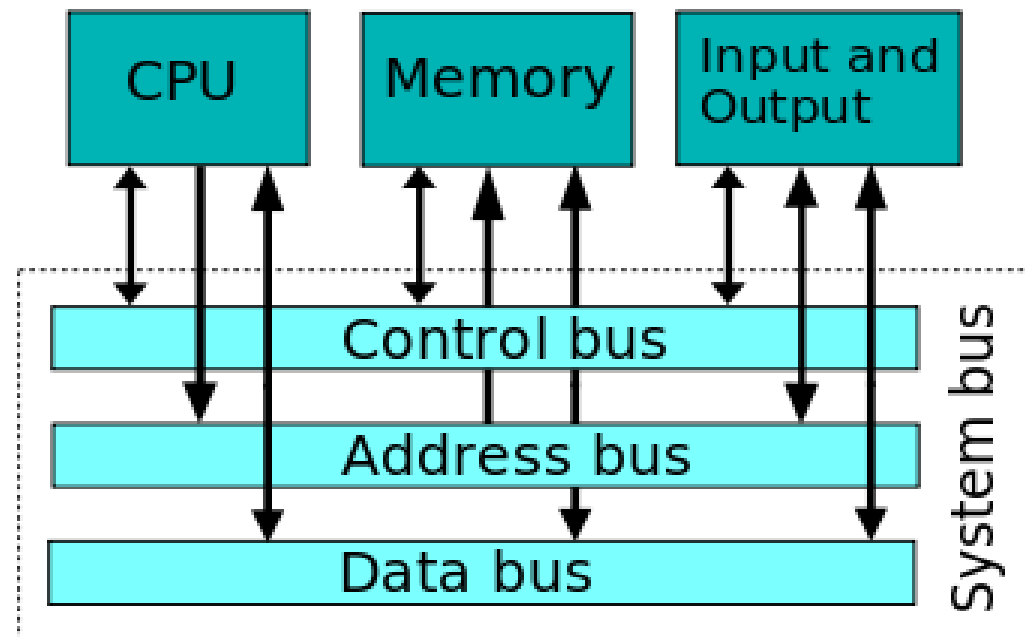 CPU
Memory
Input and
Output
Control bus
Address bus
Data bus
System bus